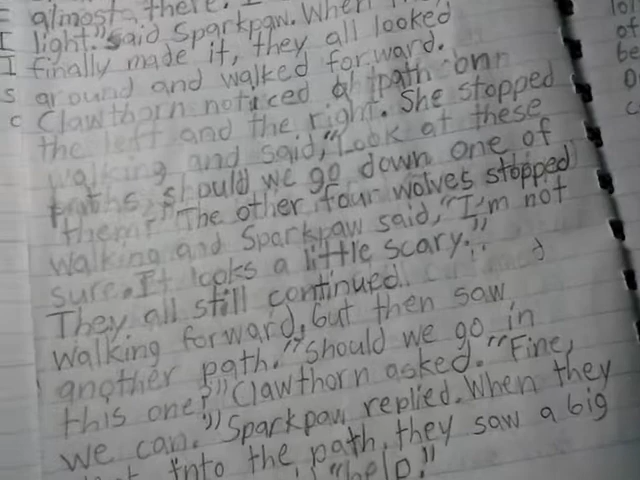 almost there. I
light." said Sparkpaw. When
finally made it, they all looked
around and walked forward.
Clawthorn noticed a path onn
the left and the right. She stopped
walking and said, "Look at these
paths, should we go down one of
them?" The other four wolves stopped
walking and Sparkpaw said, "I'm not
sure. It looks a little scary."
They all still continued
walking forward, but then saw
another path. "Should we go in
this one?" Clawthorn asked. "Fine,
we can." Sparkpaw replied. When they
into the path, they saw a big
"help."